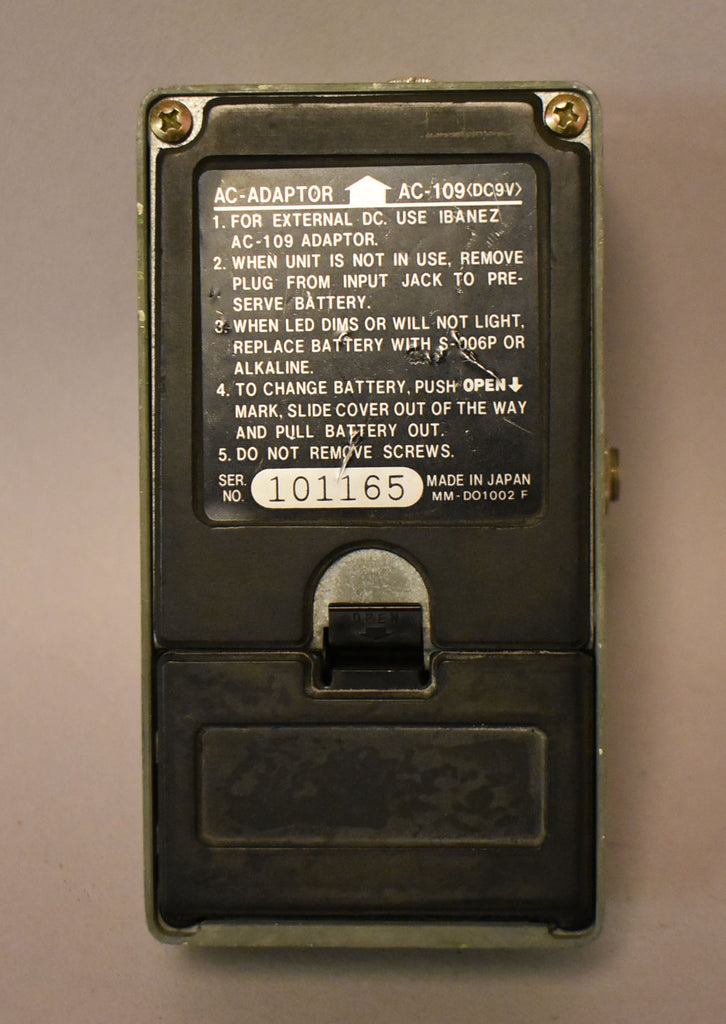 AC-ADAPTOR AC-109<DC9V>
1. FOR EXTERNAL DC. USE IBANEZ
AC-109 ADAPTOR.
2. WHEN UNIT IS NOT IN USE, REMOVE
PLUG FROM INPUT JACK TO PRE-
SERVE BATTERY.
3. WHEN LED DIMS OR WILL NOT LIGHT,
REPLACE BATTERY WITH S-006P OR
ALKALINE.
4. TO CHANGE BATTERY, PUSH OPEN↓
MARK, SLIDE COVER OUT OF THE WAY
AND PULL BATTERY OUT.
5. DO NOT REMOVE SCREWS.
SER. NO. 101165 MADE IN JAPAN
MM-DO1002 F
OPEN